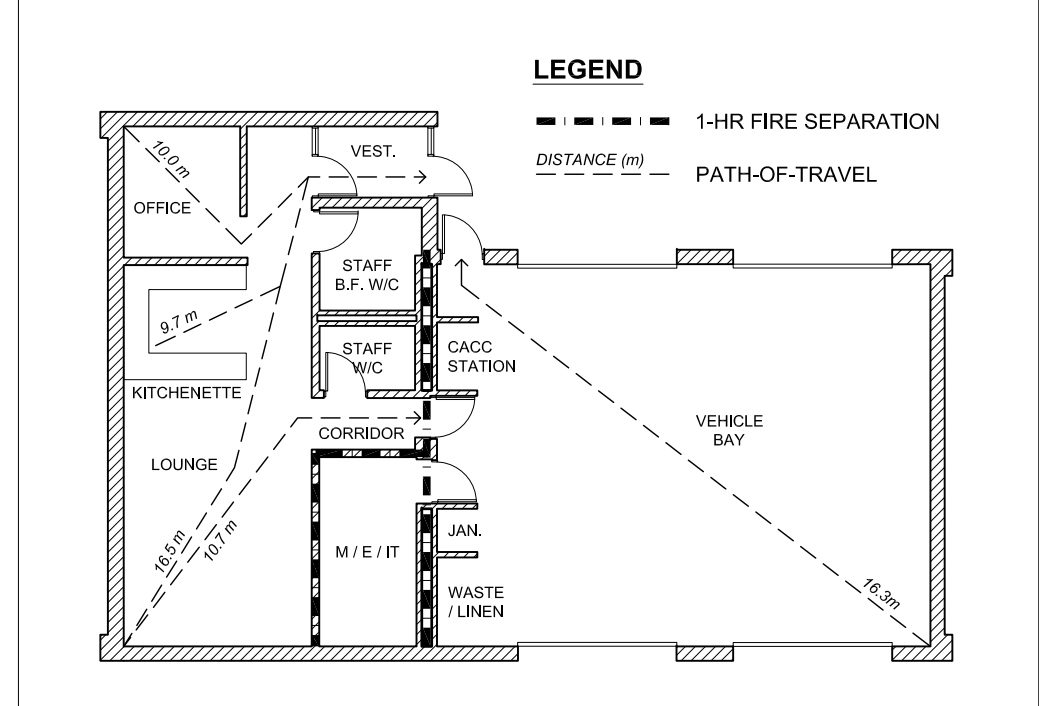 LEGEND
1-HR FIRE SEPARATION
DISTANCE (m)
PATH-OF-TRAVEL
VEST.
10.0 m
OFFICE
STAFF
B.F. W/C
9.7 m
STAFF
W/C
CACC
STATION
KITCHENETTE
CORRIDOR
VEHICLE
BAY
LOUNGE
16.5 m
10.7 m
JAN.
M / E / IT
WASTE
/ LINEN
16.3m